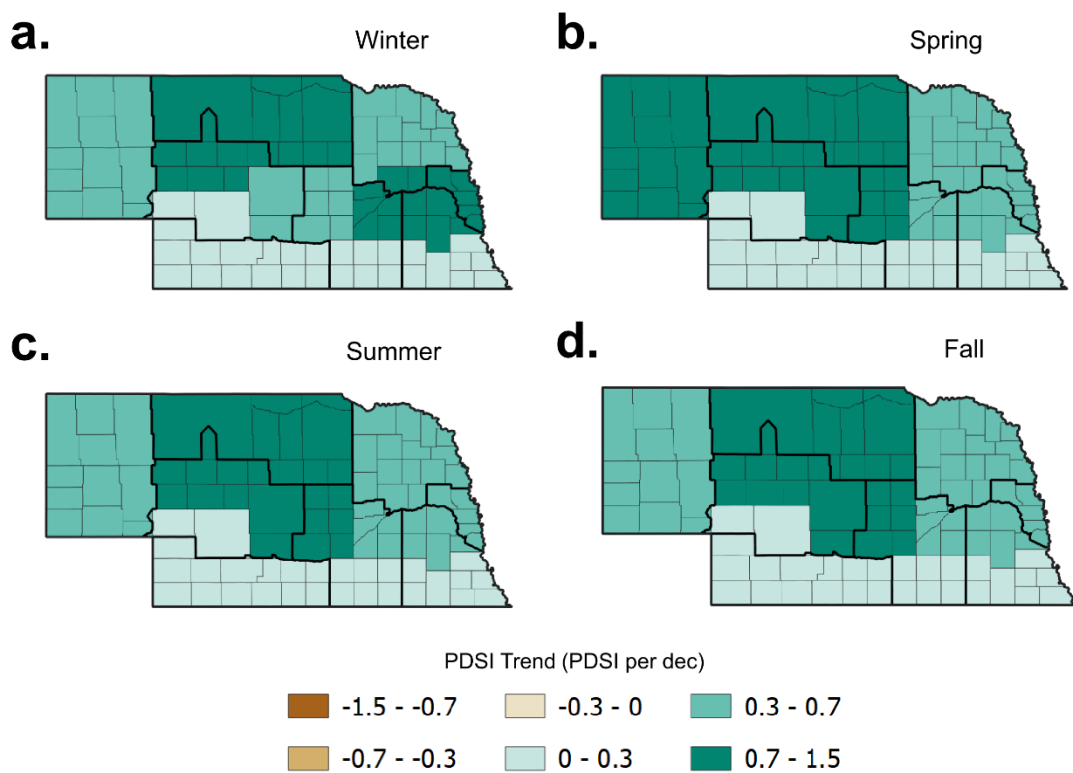 a.
Winter
b.
Spring
c.
Summer
d.
Fall
PDSI Trend (PDSI per dec)
-1.5 - -0.7
-0.3 - 0
0.3 - 0.7
-0.7 - -0.3
0 - 0.3
0.7 - 1.5